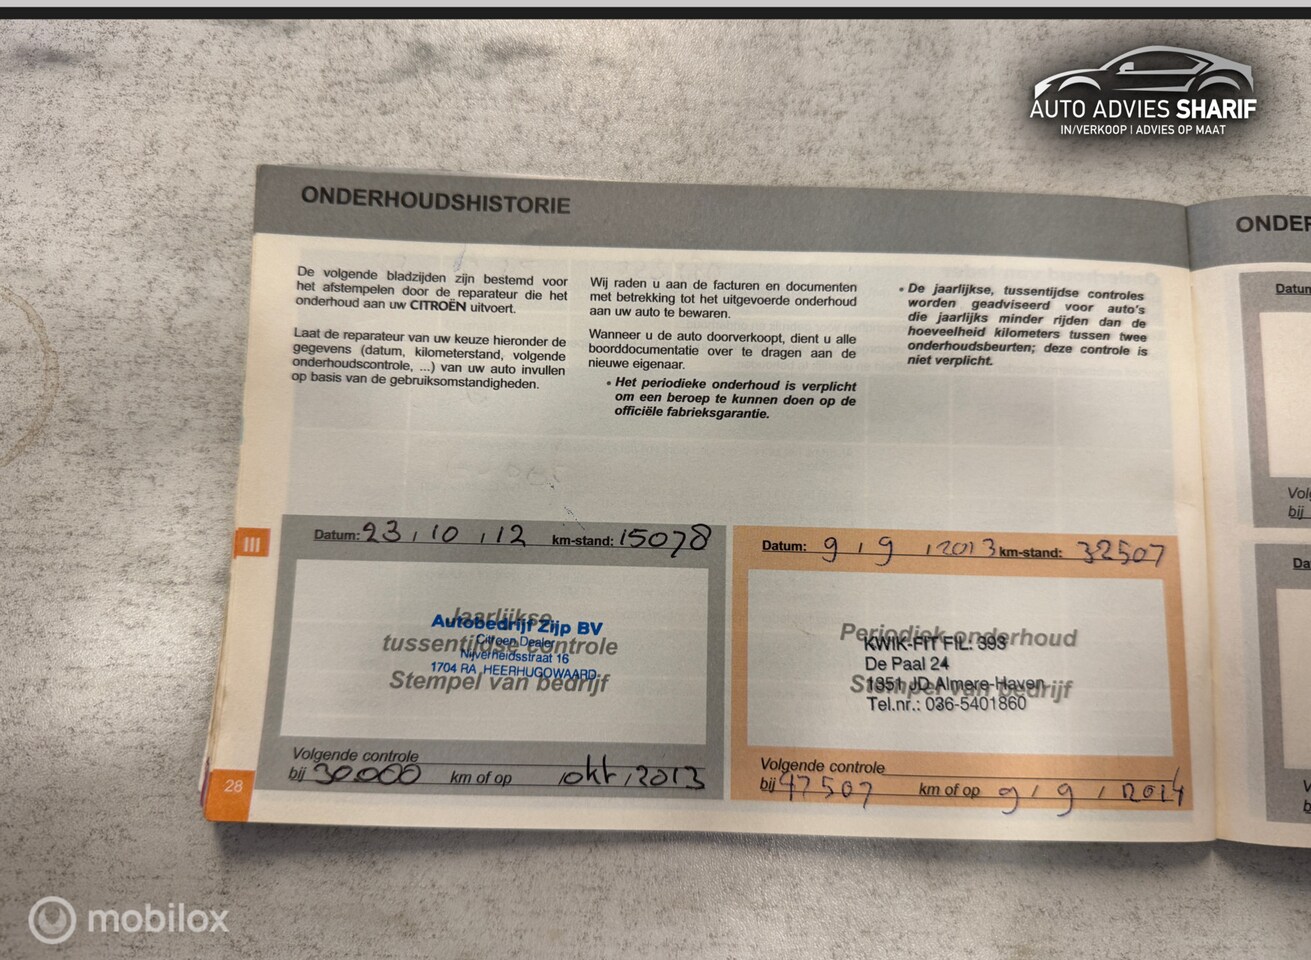 AUTO ADVIES SHARIF
IN/VERKOOP | ADVIES OP MAAT
ONDERHOUDSHISTORIE
De volgende bladzijden zijn bestemd voor
het afstempelen door de reparateur die het
onderhoud aan uw CITROËN uitvoert.
Laat de reparateur van uw keuze hieronder de
gegevens (datum, kilometerstand, volgende
onderhoudscontrole, ...) van uw auto invullen
op basis van de gebruiksomstandigheden.
Wij raden u aan de facturen en documenten
met betrekking tot het uitgevoerde onderhoud
aan uw auto te bewaren.
Wanneer u de auto doorverkoopt, dient u alle
boorddocumentatie over te dragen aan de
nieuwe eigenaar.
• Het periodieke onderhoud is verplicht
om een beroep te kunnen doen op de
officiële fabrieksgarantie.
• De jaarlijkse, tussentijdse controles
worden geadviseerd voor auto's
die jaarlijks minder rijden dan de
hoeveelheid kilometers tussen twee
onderhoudsbeurten; deze controle is
niet verplicht.
III
Datum: 23, 10, 12 km-stand: 15078
Jaarlijkse
tussentijdse controle
Stempel van bedrijf
Autobedrijf Zijp BV
Citroen Dealer
Nijverheidsstraat 16
1704 RA HEERHUGOWAARD
Volgende controle
bij 30.000 km of op okt, 2013
Datum: 9, 9, 2013 km-stand: 32507
Periodiek onderhoud
Stempel van bedrijf
KWIK-FIT FIL. 393
De Paal 24
1351 JD Almere-Haven
Tel.nr.: 036-5401860
Volgende controle
bij 47507 km of op 9, 9, 2014
28
mobilox